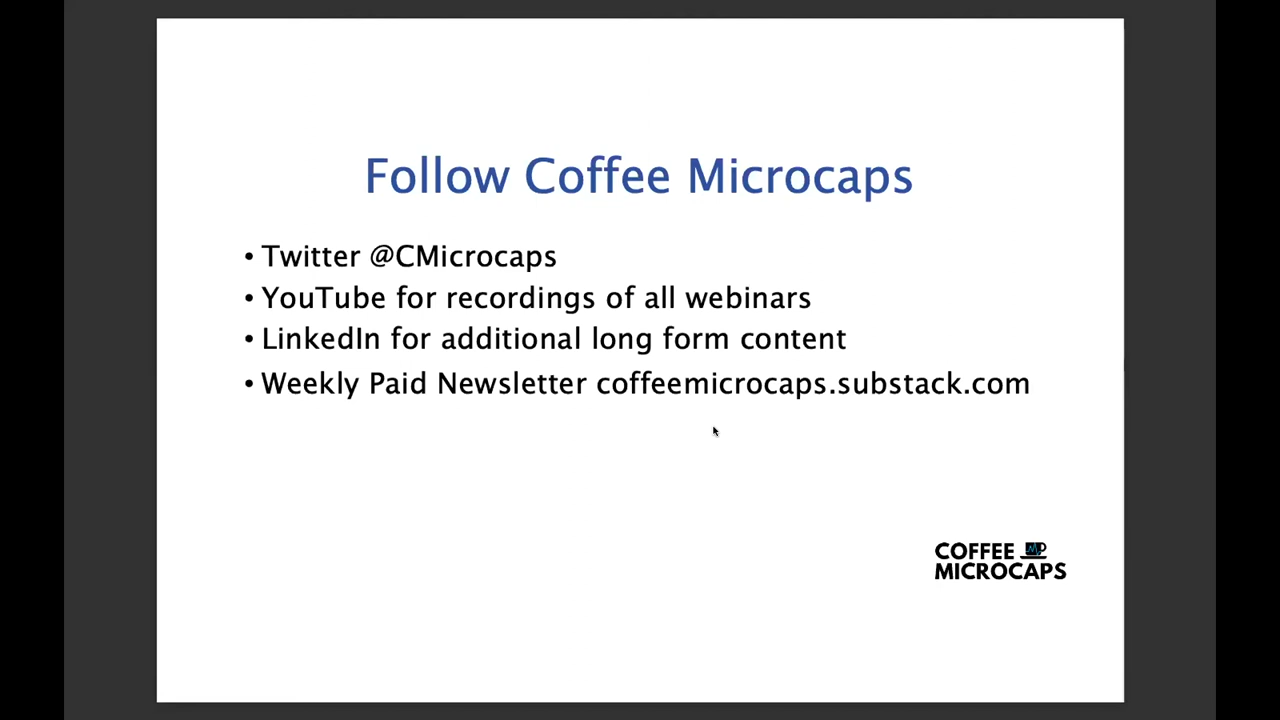 Follow Coffee Microcaps
• Twitter @CMicrocaps
• YouTube for recordings of all webinars
• LinkedIn for additional long form content
• Weekly Paid Newsletter coffeemicrocaps.substack.com
COFFEE
MICROCAPS